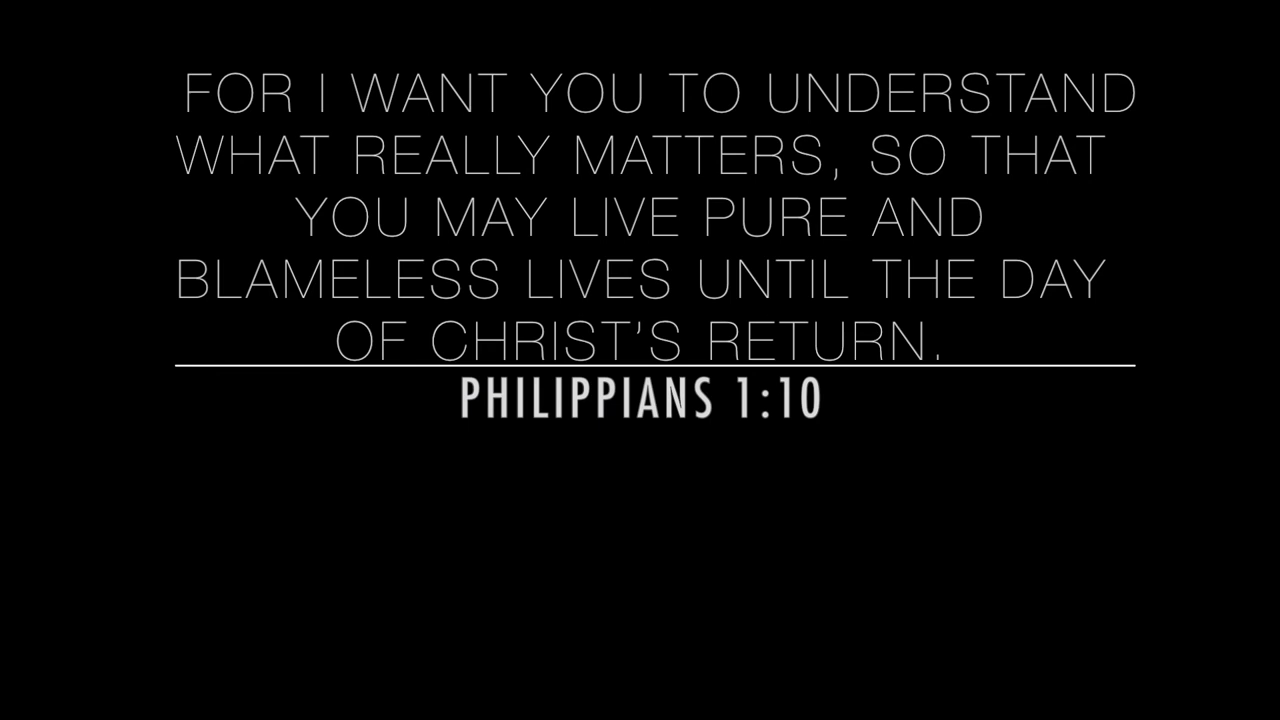 FOR I WANT YOU TO UNDERSTAND
WHAT REALLY MATTERS, SO THAT
YOU MAY LIVE PURE AND
BLAMELESS LIVES UNTIL THE DAY
OF CHRIST’S RETURN.
PHILIPPIANS 1:10